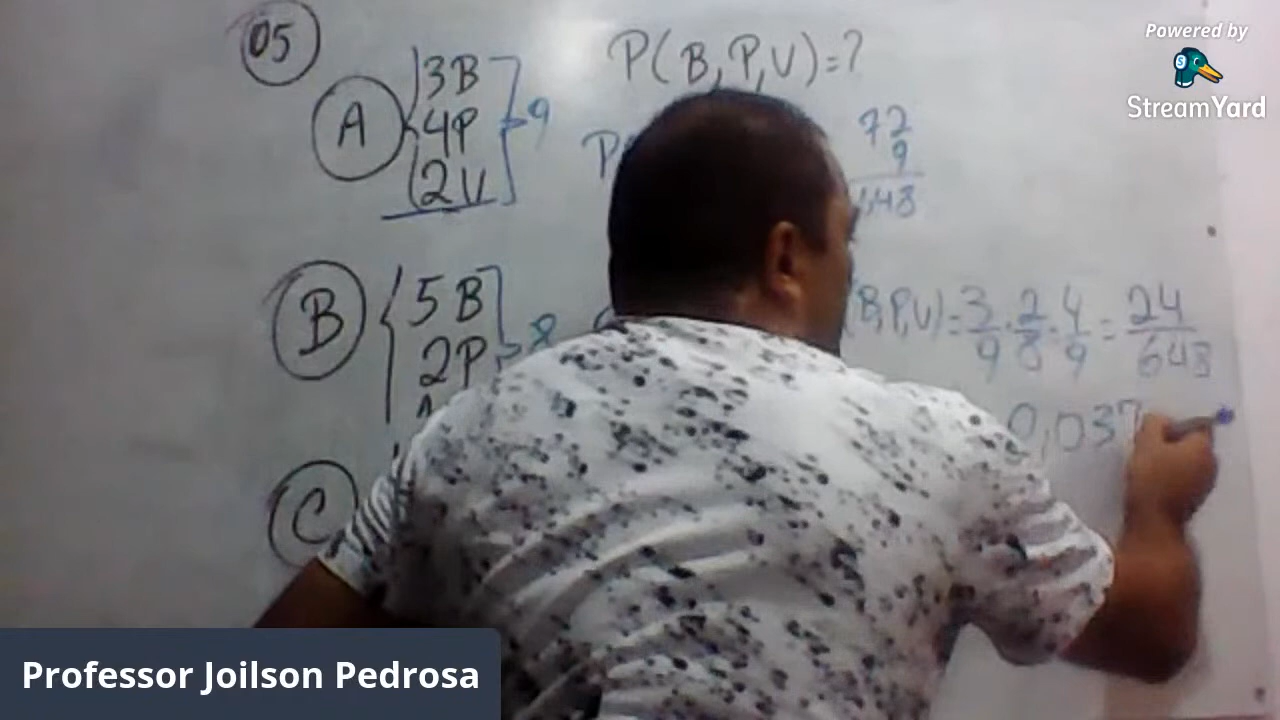 Powered by
StreamYard
05
P(B,P,V)=?
A
3B
4P
2V
9
72
9
648
B
5B
2P
8
(B,P,V)=3/9·2/8·4/9=24/648
0,037
C
Professor Joilson Pedrosa